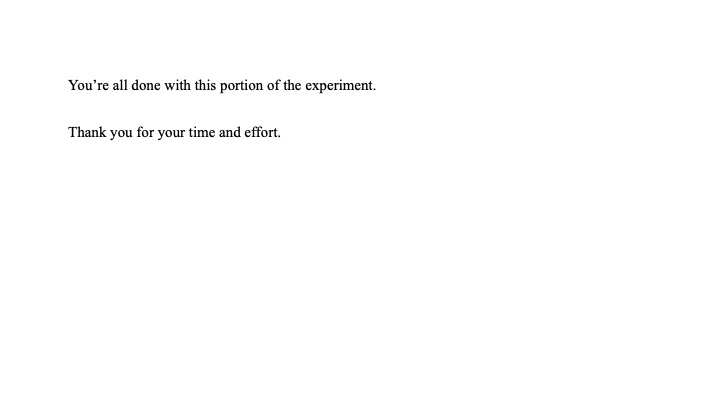 You’re all done with this portion of the experiment.
Thank you for your time and effort.